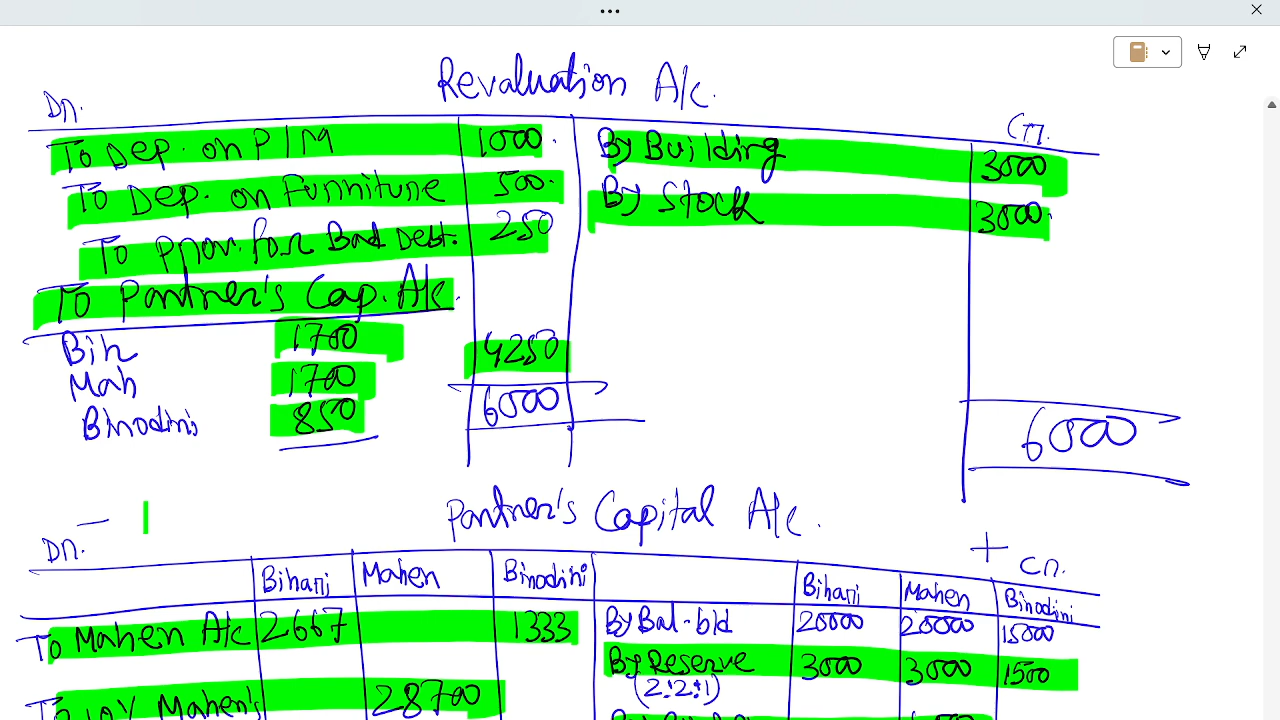 Revaluation A/c.
Dr. Cr.
To Dep. on P/M 1000 By Building 3000
To Dep. on Furniture 500 By Stock 3000
To Prov. for Bad Debt. 250
To Partner's Cap. A/c.
Bih 1700 4250
Mah 1700 6000
Binodini 850 6000
Partner's Capital A/c.
-
Dr. + Cr.
Bihari Mahen Binodini Bihari Mahen Binodini
To Mahen A/c 2667 1333 By Bal. b/d 20000 20000 15000
By Reserve 3000 3000 1500
(2:2:1)
Mahen's 28700